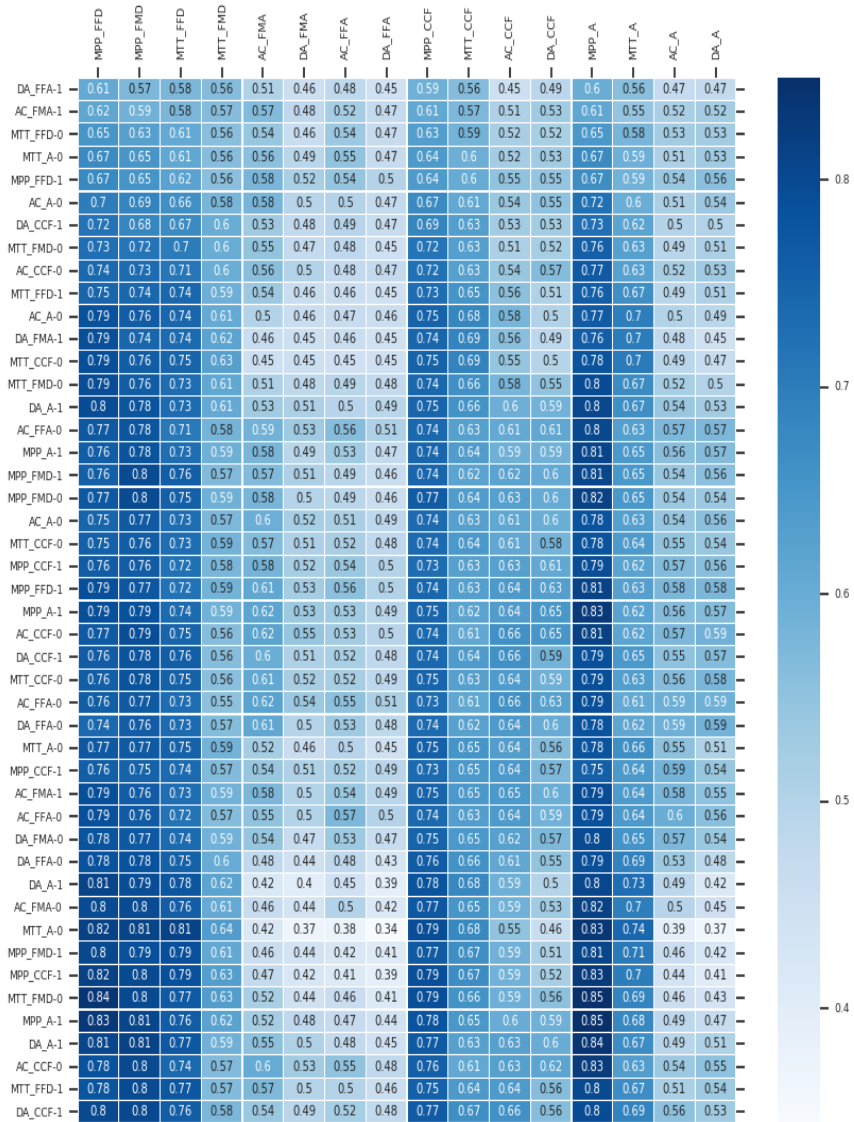 MPP_FFD MPP_FMD MTT_FFD MTT_FMD AC_FMA DA_FMA AC_FFA DA_FFA MPP_CCF MTT_CCF AC_CCF DA_CCF MPP_A MTT_A AC_A DA_A
DA_FFA-1 0.61 0.57 0.58 0.56 0.51 0.46 0.48 0.45 0.59 0.56 0.45 0.49 0.6 0.56 0.47 0.47
AC_FMA-1 0.62 0.59 0.58 0.57 0.57 0.48 0.52 0.47 0.61 0.57 0.51 0.53 0.61 0.55 0.52 0.52
MTT_FFD-0 0.65 0.63 0.61 0.56 0.54 0.46 0.54 0.47 0.63 0.59 0.52 0.52 0.65 0.58 0.53 0.53
MTT_A-0 0.67 0.65 0.61 0.56 0.56 0.49 0.55 0.47 0.64 0.6 0.52 0.53 0.67 0.59 0.51 0.53
MPP_FFD-1 0.67 0.65 0.62 0.56 0.58 0.52 0.54 0.5 0.64 0.6 0.55 0.55 0.67 0.59 0.54 0.56 0.8
AC_A-0 0.7 0.69 0.66 0.58 0.58 0.5 0.5 0.47 0.67 0.61 0.54 0.55 0.72 0.6 0.51 0.54
DA_CCF-1 0.72 0.68 0.67 0.6 0.53 0.48 0.49 0.47 0.69 0.63 0.53 0.53 0.73 0.62 0.5 0.5
MTT_FMD-0 0.73 0.72 0.7 0.6 0.55 0.47 0.48 0.45 0.72 0.63 0.51 0.52 0.76 0.63 0.49 0.51
AC_CCF-0 0.74 0.73 0.71 0.6 0.56 0.5 0.48 0.47 0.72 0.63 0.54 0.57 0.77 0.63 0.52 0.53
MTT_FFD-1 0.75 0.74 0.74 0.59 0.54 0.46 0.46 0.45 0.73 0.65 0.56 0.51 0.76 0.67 0.49 0.51
AC_A-0 0.79 0.76 0.74 0.61 0.5 0.46 0.47 0.46 0.75 0.68 0.58 0.5 0.77 0.7 0.5 0.49
DA_FMA-1 0.79 0.74 0.74 0.62 0.46 0.45 0.46 0.45 0.74 0.69 0.56 0.49 0.76 0.7 0.48 0.45
MTT_CCF-0 0.79 0.76 0.75 0.63 0.45 0.45 0.45 0.45 0.75 0.69 0.55 0.5 0.78 0.7 0.49 0.47
MTT_FMD-0 0.79 0.76 0.73 0.61 0.51 0.48 0.49 0.48 0.74 0.66 0.58 0.55 0.8 0.67 0.52 0.5 0.7
DA_A-1 0.8 0.78 0.73 0.61 0.53 0.51 0.5 0.49 0.75 0.66 0.6 0.59 0.8 0.67 0.54 0.53
AC_FFA-0 0.77 0.78 0.71 0.58 0.59 0.53 0.56 0.51 0.74 0.63 0.61 0.61 0.8 0.63 0.57 0.57
MPP_A-1 0.76 0.78 0.73 0.59 0.58 0.49 0.53 0.47 0.74 0.64 0.59 0.59 0.81 0.65 0.56 0.57
MPP_FMD-1 0.76 0.8 0.76 0.57 0.57 0.51 0.49 0.46 0.74 0.62 0.62 0.6 0.81 0.65 0.54 0.56
MPP_FMD-0 0.77 0.8 0.75 0.59 0.58 0.5 0.49 0.46 0.77 0.64 0.63 0.6 0.82 0.65 0.54 0.54
AC_A-0 0.75 0.77 0.73 0.57 0.6 0.52 0.51 0.49 0.74 0.63 0.61 0.6 0.78 0.63 0.54 0.56
MTT_CCF-0 0.75 0.76 0.73 0.59 0.57 0.51 0.52 0.48 0.74 0.64 0.61 0.58 0.78 0.64 0.55 0.54
MPP_CCF-1 0.76 0.76 0.72 0.58 0.58 0.52 0.54 0.5 0.73 0.63 0.63 0.61 0.79 0.62 0.57 0.56
MPP_FFD-1 0.79 0.77 0.72 0.59 0.61 0.53 0.56 0.5 0.74 0.63 0.64 0.63 0.81 0.63 0.58 0.58 0.6
MPP_A-1 0.79 0.79 0.74 0.59 0.62 0.53 0.53 0.49 0.75 0.62 0.64 0.65 0.83 0.62 0.56 0.57
AC_CCF-0 0.77 0.79 0.75 0.56 0.62 0.55 0.53 0.5 0.74 0.61 0.66 0.65 0.81 0.62 0.57 0.59
DA_CCF-1 0.76 0.78 0.76 0.56 0.6 0.51 0.52 0.48 0.74 0.64 0.66 0.59 0.79 0.65 0.55 0.57
MTT_CCF-0 0.76 0.78 0.75 0.56 0.61 0.52 0.52 0.49 0.74 0.63 0.64 0.59 0.79 0.63 0.56 0.58
AC_FFA-0 0.76 0.77 0.73 0.55 0.62 0.54 0.55 0.51 0.73 0.61 0.66 0.63 0.79 0.61 0.59 0.59
DA_FFA-0 0.74 0.76 0.73 0.57 0.61 0.5 0.53 0.48 0.74 0.62 0.64 0.6 0.78 0.62 0.59 0.59
MTT_A-0 0.77 0.77 0.75 0.59 0.52 0.46 0.5 0.45 0.75 0.65 0.64 0.56 0.78 0.66 0.55 0.51
MPP_CCF-1 0.76 0.75 0.74 0.57 0.54 0.51 0.52 0.49 0.73 0.65 0.64 0.57 0.75 0.64 0.59 0.54
AC_FMA-1 0.79 0.76 0.73 0.59 0.58 0.5 0.54 0.49 0.75 0.65 0.65 0.6 0.79 0.64 0.58 0.55 0.5
AC_FFA-0 0.79 0.76 0.72 0.57 0.55 0.5 0.57 0.5 0.74 0.63 0.64 0.59 0.79 0.64 0.6 0.56
DA_FMA-0 0.78 0.77 0.74 0.59 0.54 0.47 0.53 0.47 0.75 0.65 0.62 0.57 0.8 0.65 0.57 0.54
DA_FFA-0 0.78 0.78 0.75 0.6 0.48 0.44 0.48 0.43 0.76 0.66 0.61 0.55 0.79 0.69 0.53 0.48
DA_A-1 0.81 0.79 0.78 0.62 0.42 0.4 0.45 0.39 0.78 0.68 0.59 0.5 0.8 0.73 0.49 0.42
AC_FMA-0 0.8 0.8 0.76 0.61 0.46 0.44 0.5 0.42 0.77 0.65 0.59 0.53 0.82 0.7 0.5 0.45
MTT_A-0 0.82 0.81 0.81 0.64 0.42 0.37 0.38 0.34 0.79 0.68 0.55 0.46 0.83 0.74 0.39 0.37
MPP_FMD-1 0.8 0.79 0.79 0.61 0.46 0.44 0.42 0.41 0.77 0.67 0.59 0.51 0.81 0.71 0.46 0.42
MPP_CCF-1 0.82 0.8 0.79 0.63 0.47 0.42 0.41 0.39 0.79 0.67 0.59 0.52 0.83 0.7 0.44 0.41
MTT_FMD-0 0.84 0.8 0.77 0.63 0.52 0.44 0.46 0.41 0.79 0.66 0.59 0.56 0.85 0.69 0.46 0.43 0.4
MPP_A-1 0.83 0.81 0.76 0.62 0.52 0.48 0.47 0.44 0.78 0.65 0.6 0.59 0.85 0.68 0.49 0.47
DA_A-1 0.81 0.81 0.77 0.59 0.55 0.5 0.48 0.45 0.77 0.63 0.63 0.6 0.84 0.67 0.49 0.51
AC_CCF-0 0.78 0.8 0.74 0.57 0.6 0.53 0.55 0.48 0.76 0.61 0.63 0.62 0.83 0.63 0.54 0.55
MTT_FFD-1 0.78 0.8 0.77 0.57 0.57 0.5 0.5 0.46 0.75 0.64 0.64 0.56 0.8 0.67 0.51 0.54
DA_CCF-1 0.8 0.8 0.76 0.58 0.54 0.49 0.52 0.48 0.77 0.67 0.66 0.56 0.8 0.69 0.56 0.53